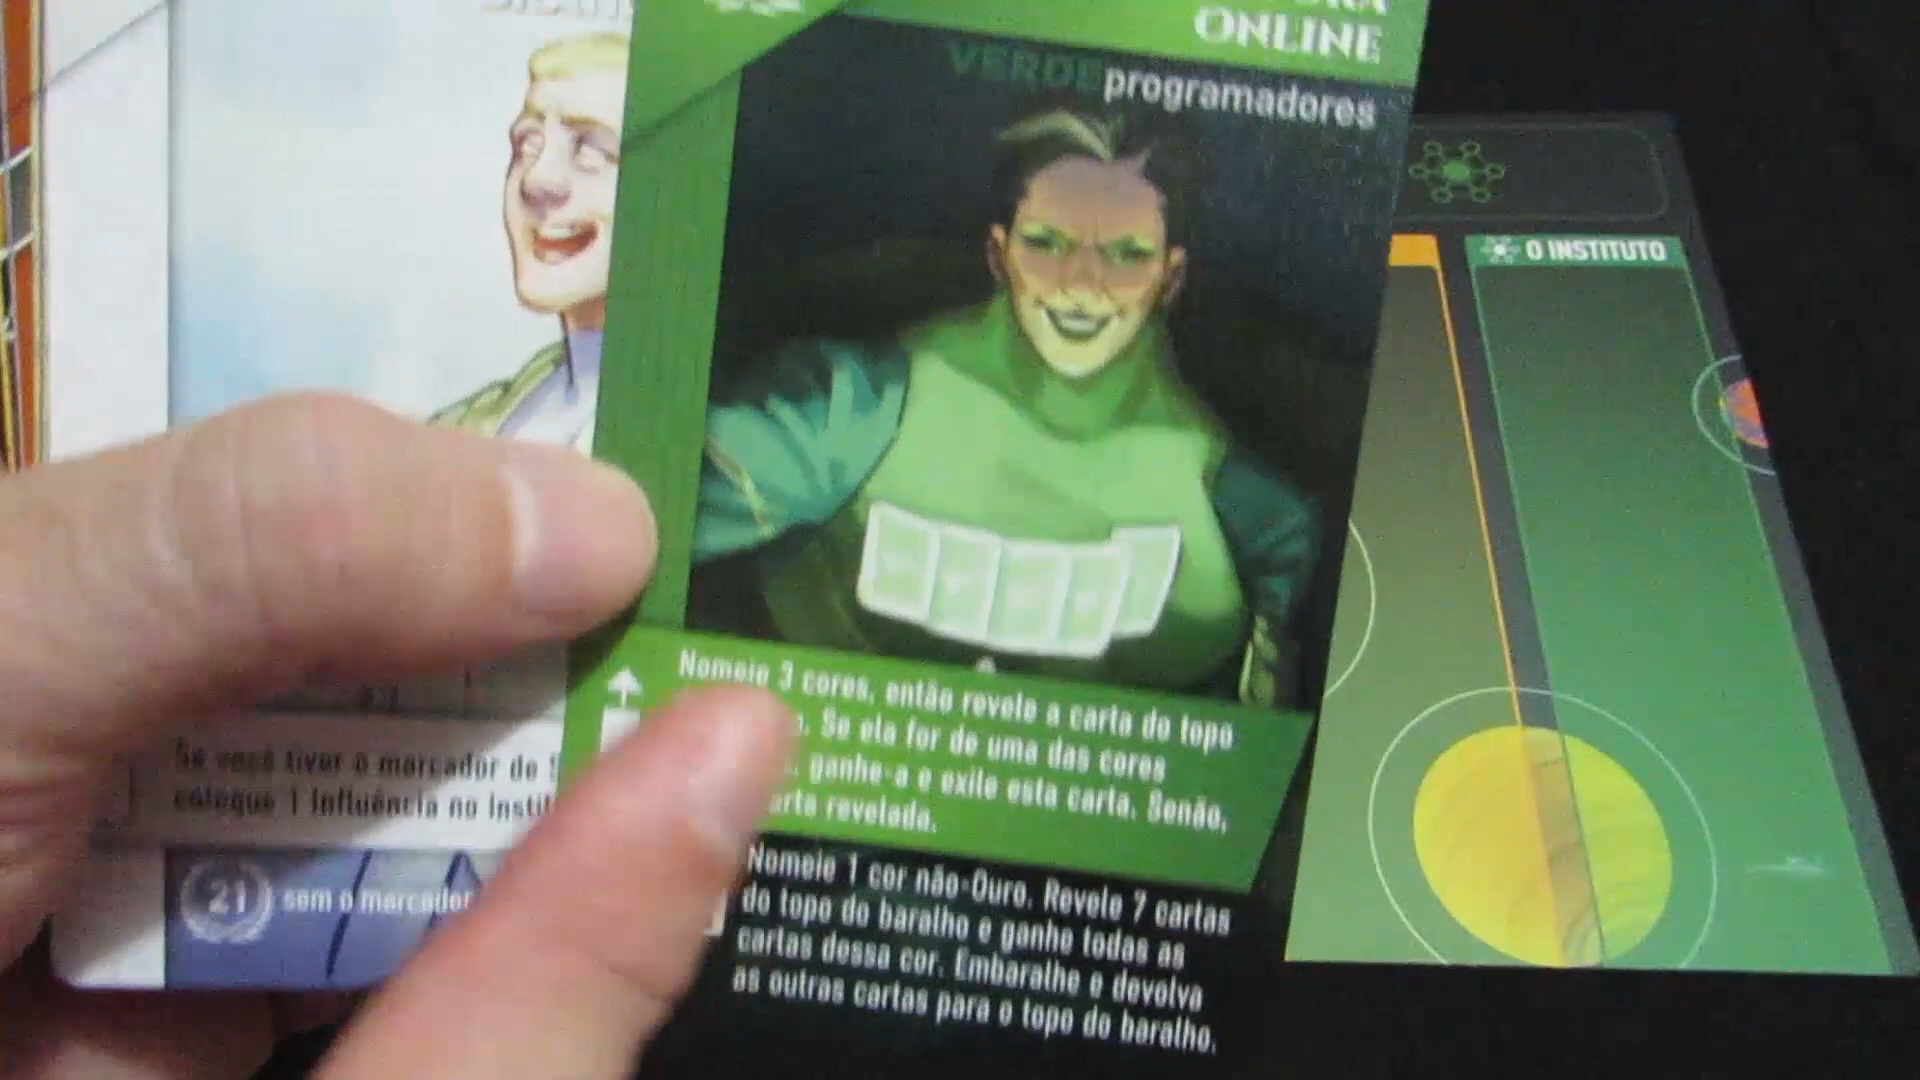 ONLINE
VERDE programadores
O INSTITUTO
Nomeie 3 cores, então revele a carta do topo
Se ela for de uma das cores
ganhe-a e exile esta carta. Senão,
carta revelada.
Nomeie 1 cor não-Ouro. Revele 7 cartas
do topo do baralho e ganhe todas as
cartas dessa cor. Embaralhe e devolva
as outras cartas para o topo do baralho.
Se você tiver o marcador de
coloque 1 Influência no
21 sem o marcador